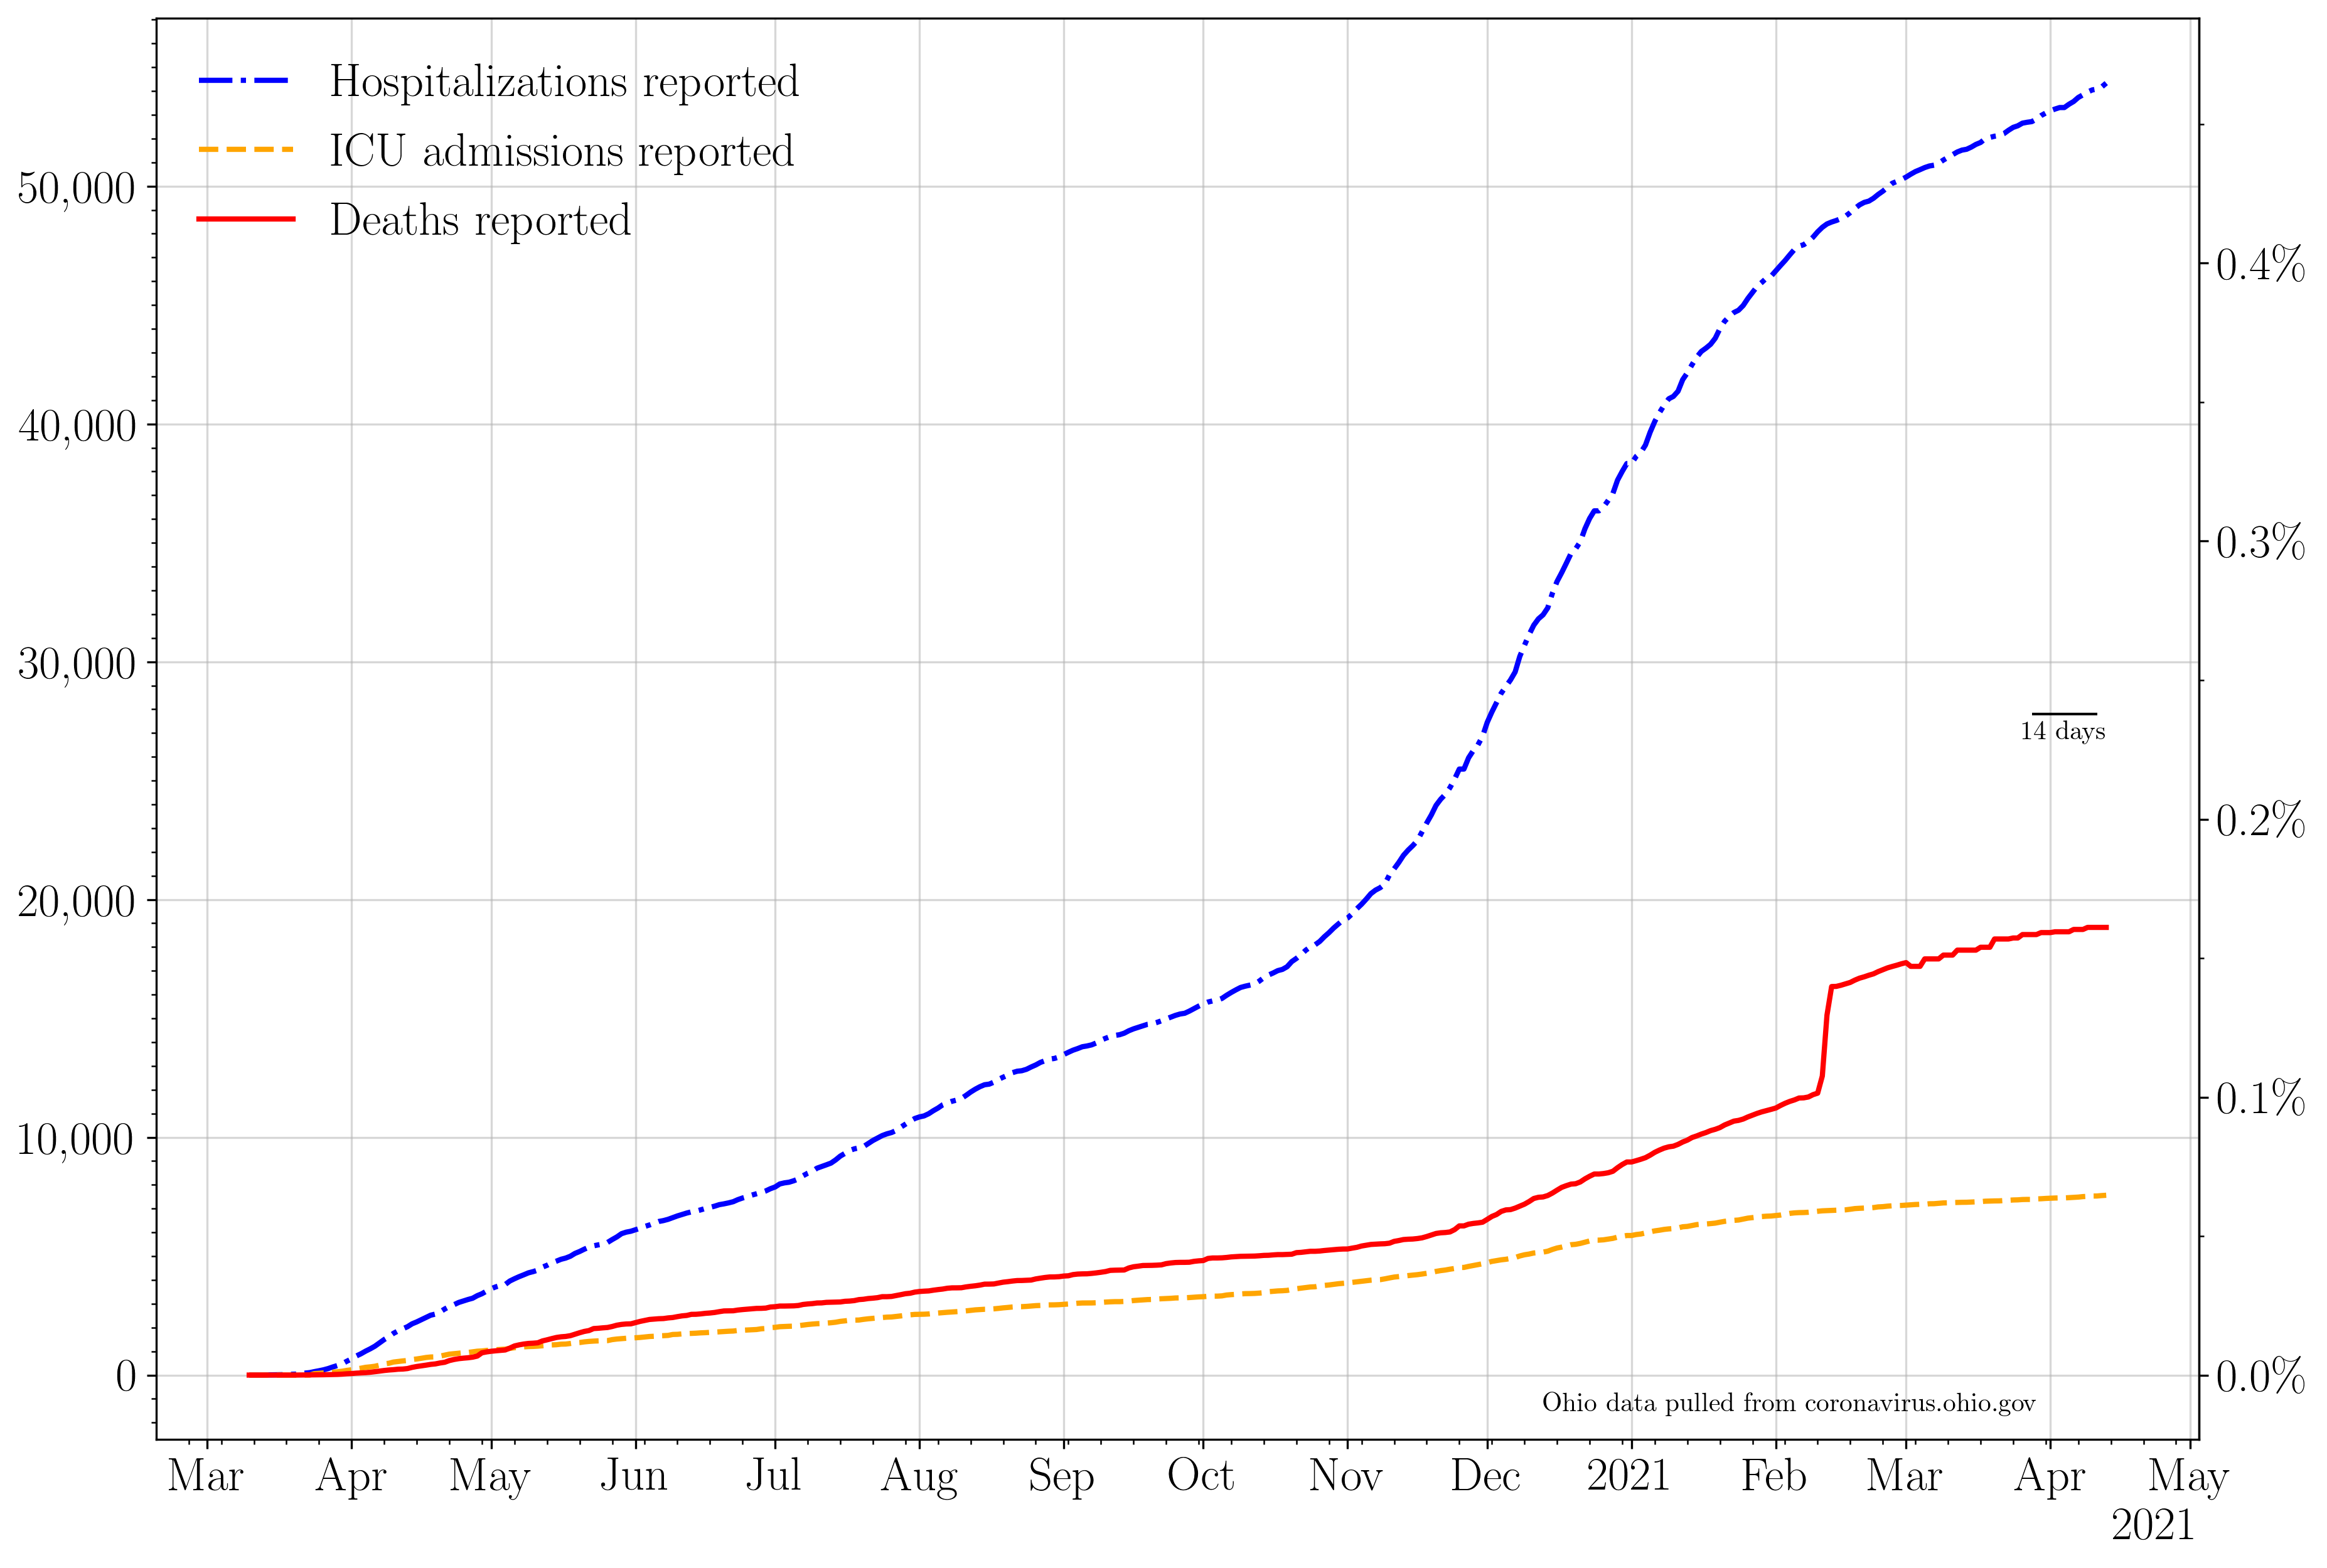 Hospitalizations reported
ICU admissions reported
Deaths reported
50,000
40,000
30,000
20,000
10,000
0
0.4%
0.3%
0.2%
0.1%
0.0%
14 days
Ohio data pulled from coronavirus.ohio.gov
Mar Apr May Jun Jul Aug Sep Oct Nov Dec 2021 Feb Mar Apr May
2021